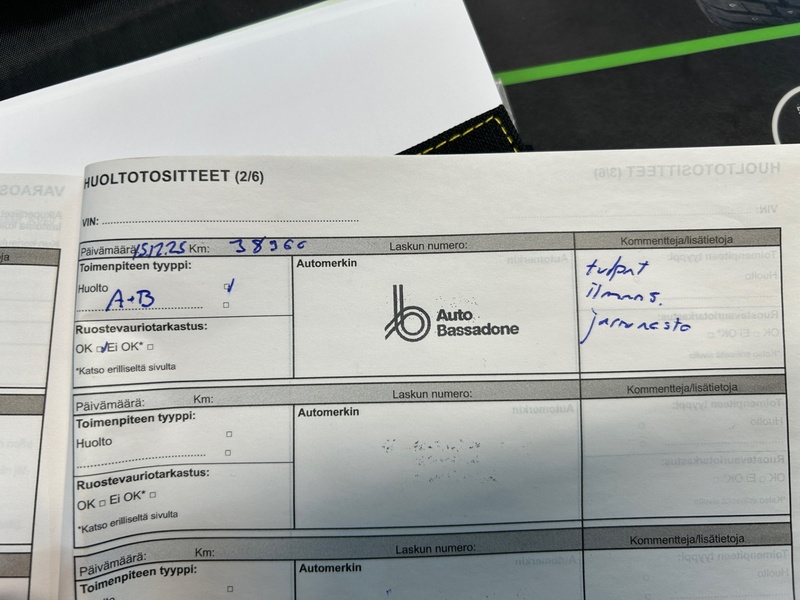 HUOLTOTOSITTEET (2/6)
VIN:
Päivämäärä 15.12.25 Km: 38966 Laskun numero: Kommentteja/lisätietoja
Toimenpiteen tyyppi: Automerkin
Huolto
A+B
Ruostevauriotarkastus:
OK Ei OK*
*Katso erilliseltä sivulta
Auto
Bassadone
tulpat
ilmans.
jarrunesto
Päivämäärä: Km: Laskun numero: Kommentteja/lisätietoja
Toimenpiteen tyyppi: Automerkin
Huolto
Ruostevauriotarkastus:
OK Ei OK*
*Katso erilliseltä sivulta
Päivämäärä: Km: Laskun numero: Kommentteja/lisätietoja
Toimenpiteen tyyppi: Automerkin